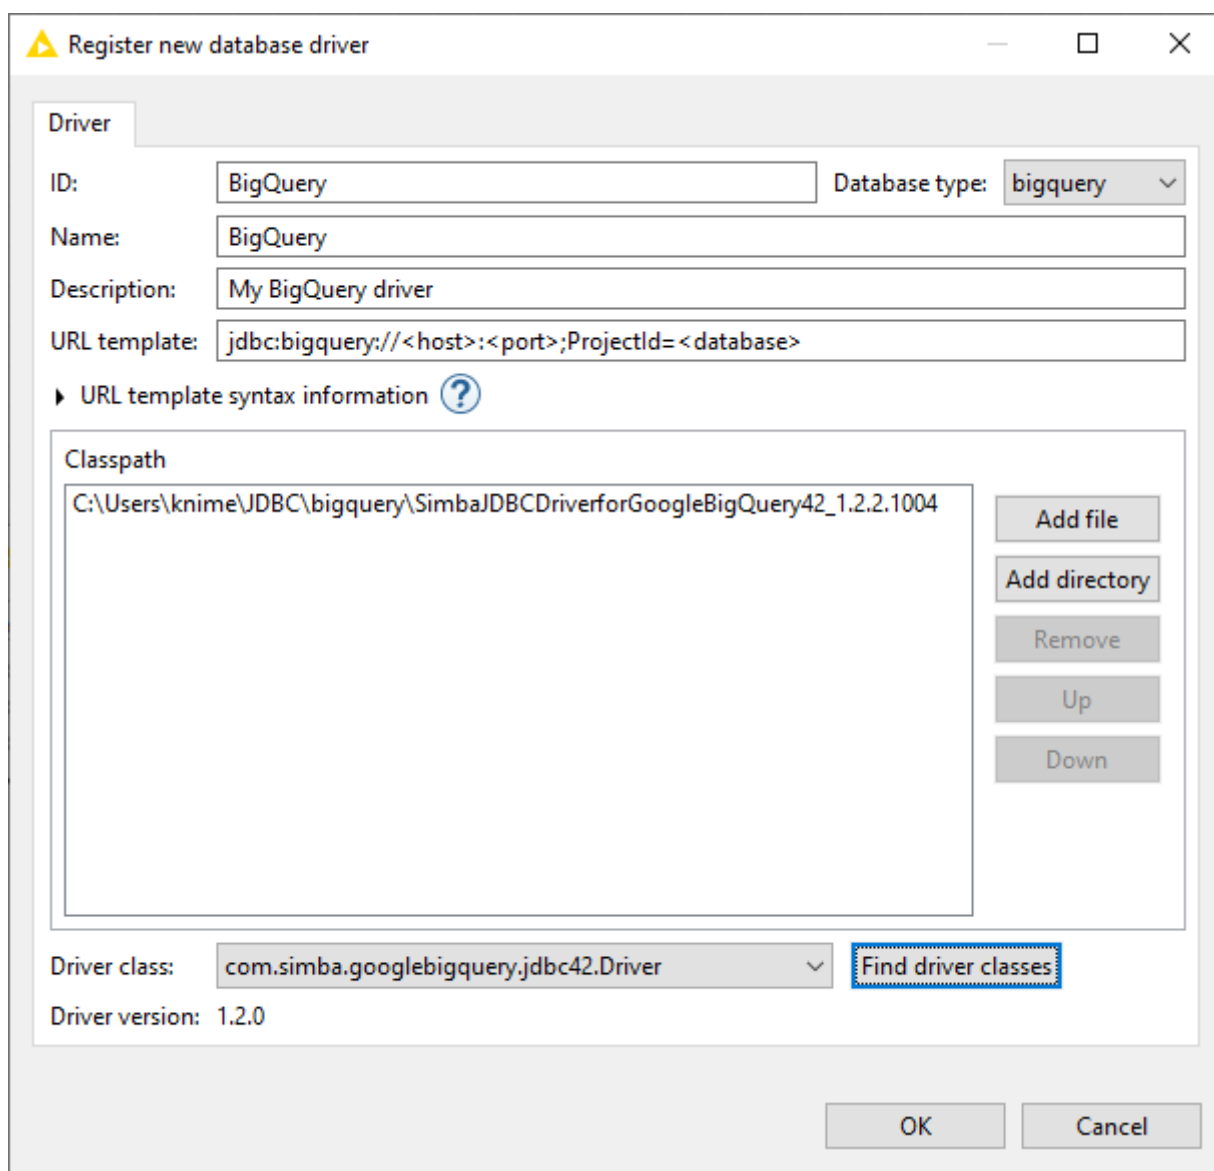 Register new database driver
Driver
ID: BigQuery Database type: bigquery
Name: BigQuery
Description: My BigQuery driver
URL template: jdbc:bigquery://<host>:<port>;ProjectId=<database>
URL template syntax information ?
Classpath
C:\Users\knime\JDBC\bigquery\SimbaJDBCDriverforGoogleBigQuery42_1.2.2.1004
Add file
Add directory
Remove
Up
Down
Driver class: com.simba.googlebigquery.jdbc42.Driver Find driver classes
Driver version: 1.2.0
OK Cancel